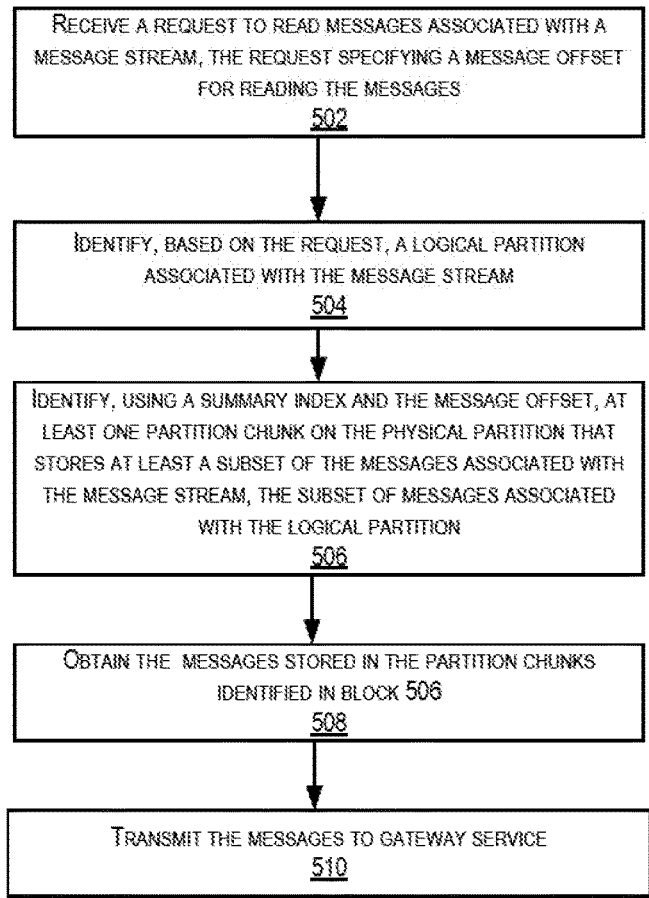 RECEIVE A REQUEST TO READ MESSAGES ASSOCIATED WITH A
MESSAGE STREAM, THE REQUEST SPECIFYING A MESSAGE OFFSET
FOR READING THE MESSAGES
502
IDENTIFY, BASED ON THE REQUEST, A LOGICAL PARTITION
ASSOCIATED WITH THE MESSAGE STREAM
504
IDENTIFY, USING A SUMMARY INDEX AND THE MESSAGE OFFSET, AT
LEAST ONE PARTITION CHUNK ON THE PHYSICAL PARTITION THAT
STORES AT LEAST A SUBSET OF THE MESSAGES ASSOCIATED WITH
THE MESSAGE STREAM, THE SUBSET OF MESSAGES ASSOCIATED
WITH THE LOGICAL PARTITION
506
OBTAIN THE MESSAGES STORED IN THE PARTITION CHUNKS
IDENTIFIED IN BLOCK 506
508
TRANSMIT THE MESSAGES TO GATEWAY SERVICE
510